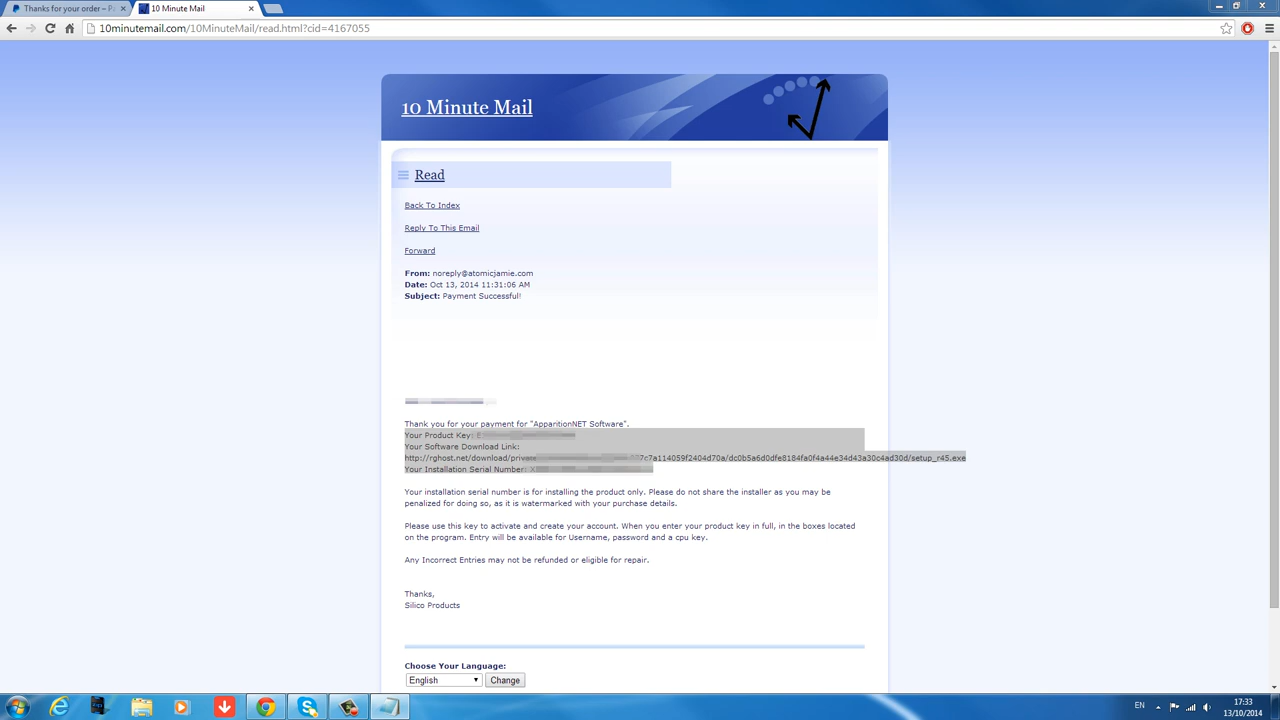 Thanks for your order – P
10 Minute Mail
10minutemail.com/10MinuteMail/read.html?cid=4167055
10 Minute Mail
Read
Back To Index
Reply To This Email
Forward
From: noreply@atomicjamie.com
Date: Oct 13, 2014 11:31:06 AM
Subject: Payment Successful!
Thank you for your payment for "ApparitionNET Software".
Your Product Key:
Your Software Download Link:
http://rghost.net/download/private 037c7a114059f2404d70a/dc0b5a6d0dfe8184fa0f4a44e34d43a30c4ad30d/setup_r45.exe
Your Installation Serial Number:
Your installation serial number is for installing the product only. Please do not share the installer as you may be
penalized for doing so, as it is watermarked with your purchase details.
Please use this key to activate and create your account. When you enter your product key in full, in the boxes located
on the program. Entry will be available for Username, password and a cpu key.
Any Incorrect Entries may not be refunded or eligible for repair.
Thanks,
Silico Products
Choose Your Language:
English Change
EN 17:33
13/10/2014